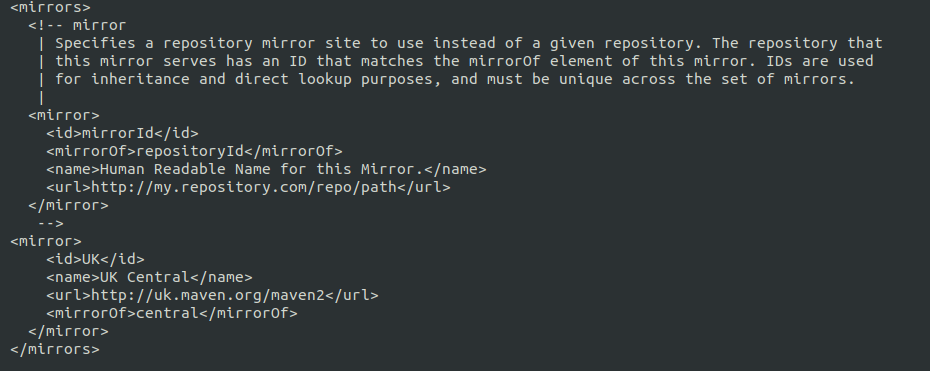 <mirrors>
<!-- mirror
| Specifies a repository mirror site to use instead of a given repository. The repository that
| this mirror serves has an ID that matches the mirrorOf element of this mirror. IDs are used
| for inheritance and direct lookup purposes, and must be unique across the set of mirrors.
|
<mirror>
<id>mirrorId</id>
<mirrorOf>repositoryId</mirrorOf>
<name>Human Readable Name for this Mirror.</name>
<url>http://my.repository.com/repo/path</url>
</mirror>
-->
<mirror>
<id>UK</id>
<name>UK Central</name>
<url>http://uk.maven.org/maven2</url>
<mirrorOf>central</mirrorOf>
</mirror>
</mirrors>